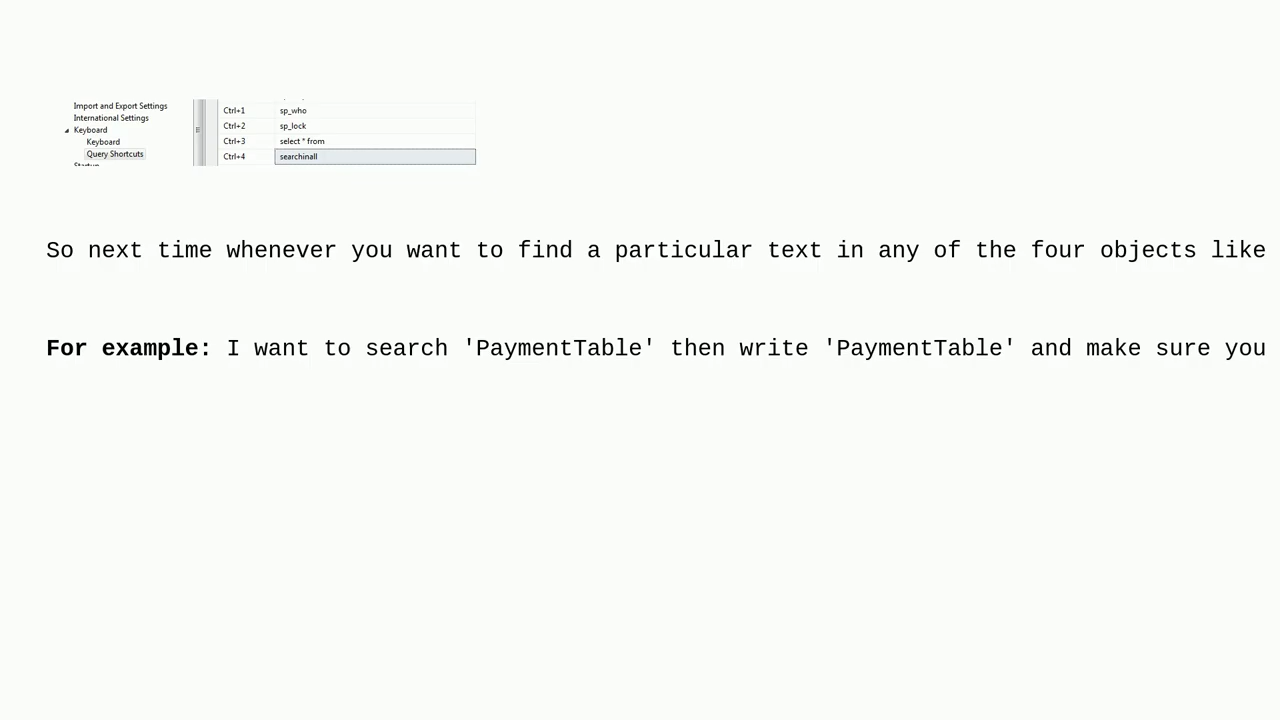 Import and Export Settings
International Settings
Keyboard
Keyboard
Query Shortcuts
Ctrl+1 sp_who
Ctrl+2 sp_lock
Ctrl+3 select * from
Ctrl+4 searchinall
So next time whenever you want to find a particular text in any of the four objects like
For example: I want to search 'PaymentTable' then write 'PaymentTable' and make sure you